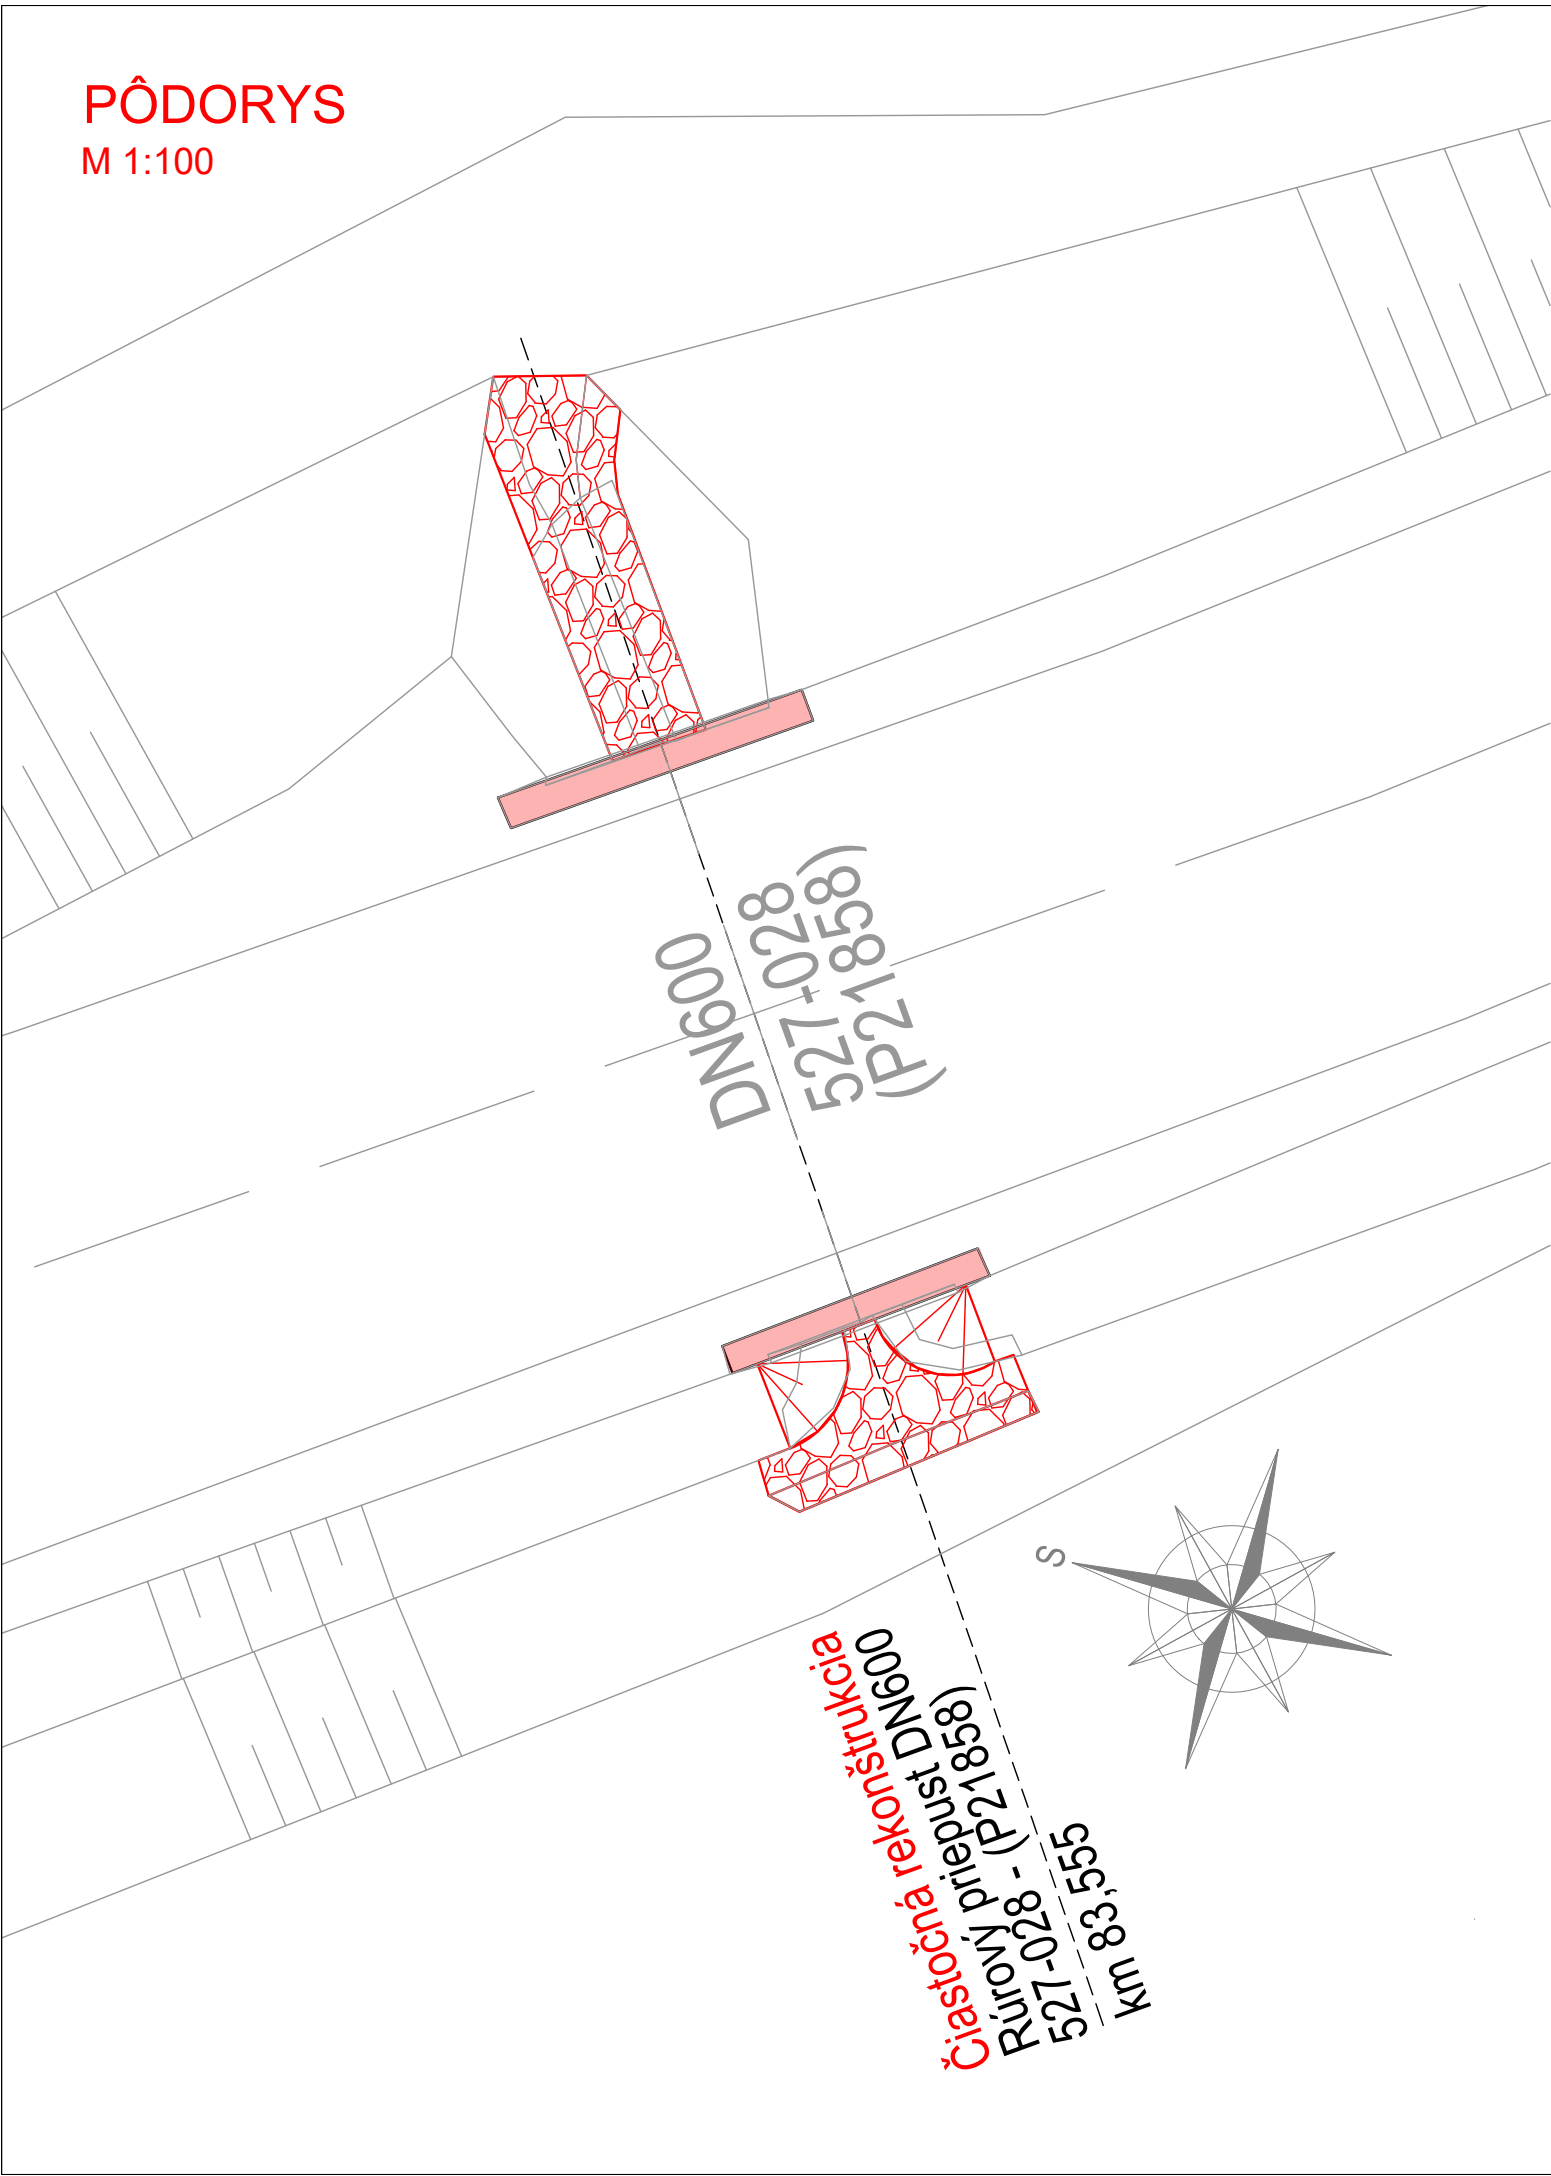 PÔDORYS
M 1:100
DN600
527-028
(P21858)
S
Čiastočná rekonštrukcia
Rúrový priepust DN600
527-028 - (P21858)
km 83,555